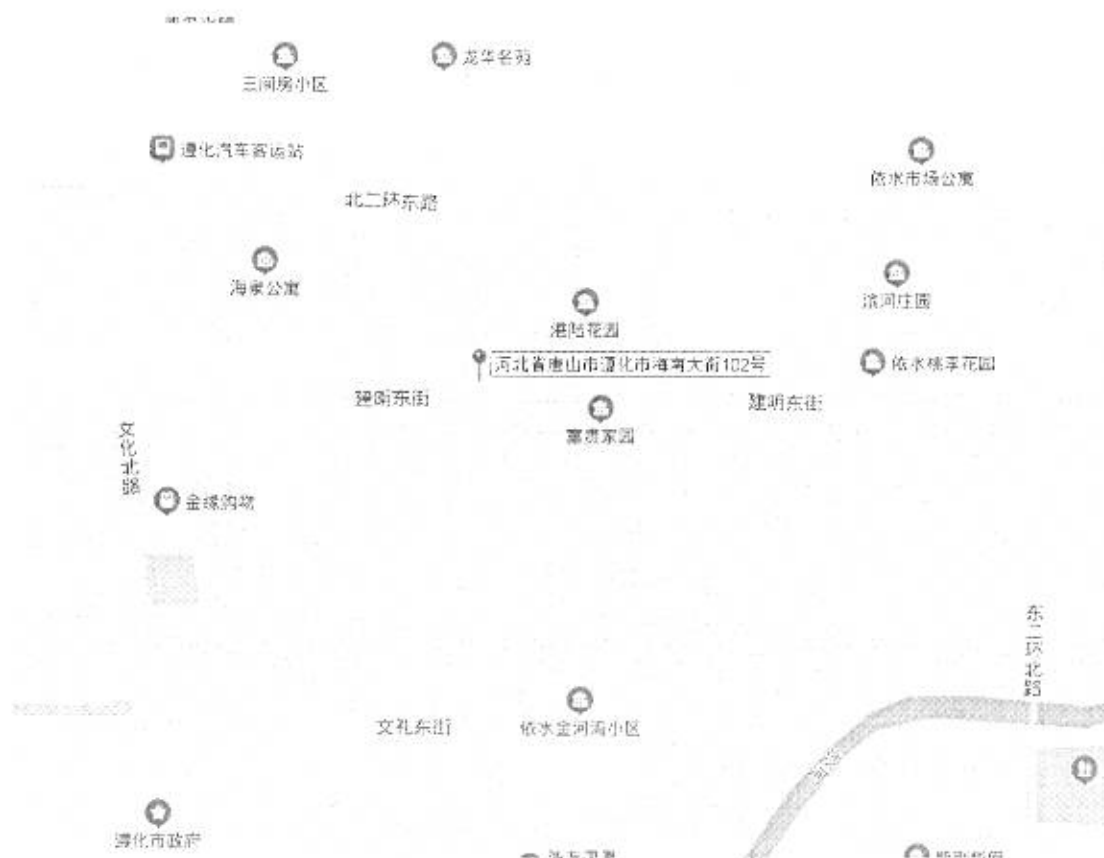 龙华名苑
三间房小区
遵化汽车客运站
依水市场公寓
北二环东路
海泉公寓
滨河庄园
港陆花园
河北省唐山市遵化市海南大街102号
依水桃李花园
建明东街
建明东街
富贵家园
文化北路
金缘购物
东二环北路
文礼东街
依水金河湾小区
遵化市政府